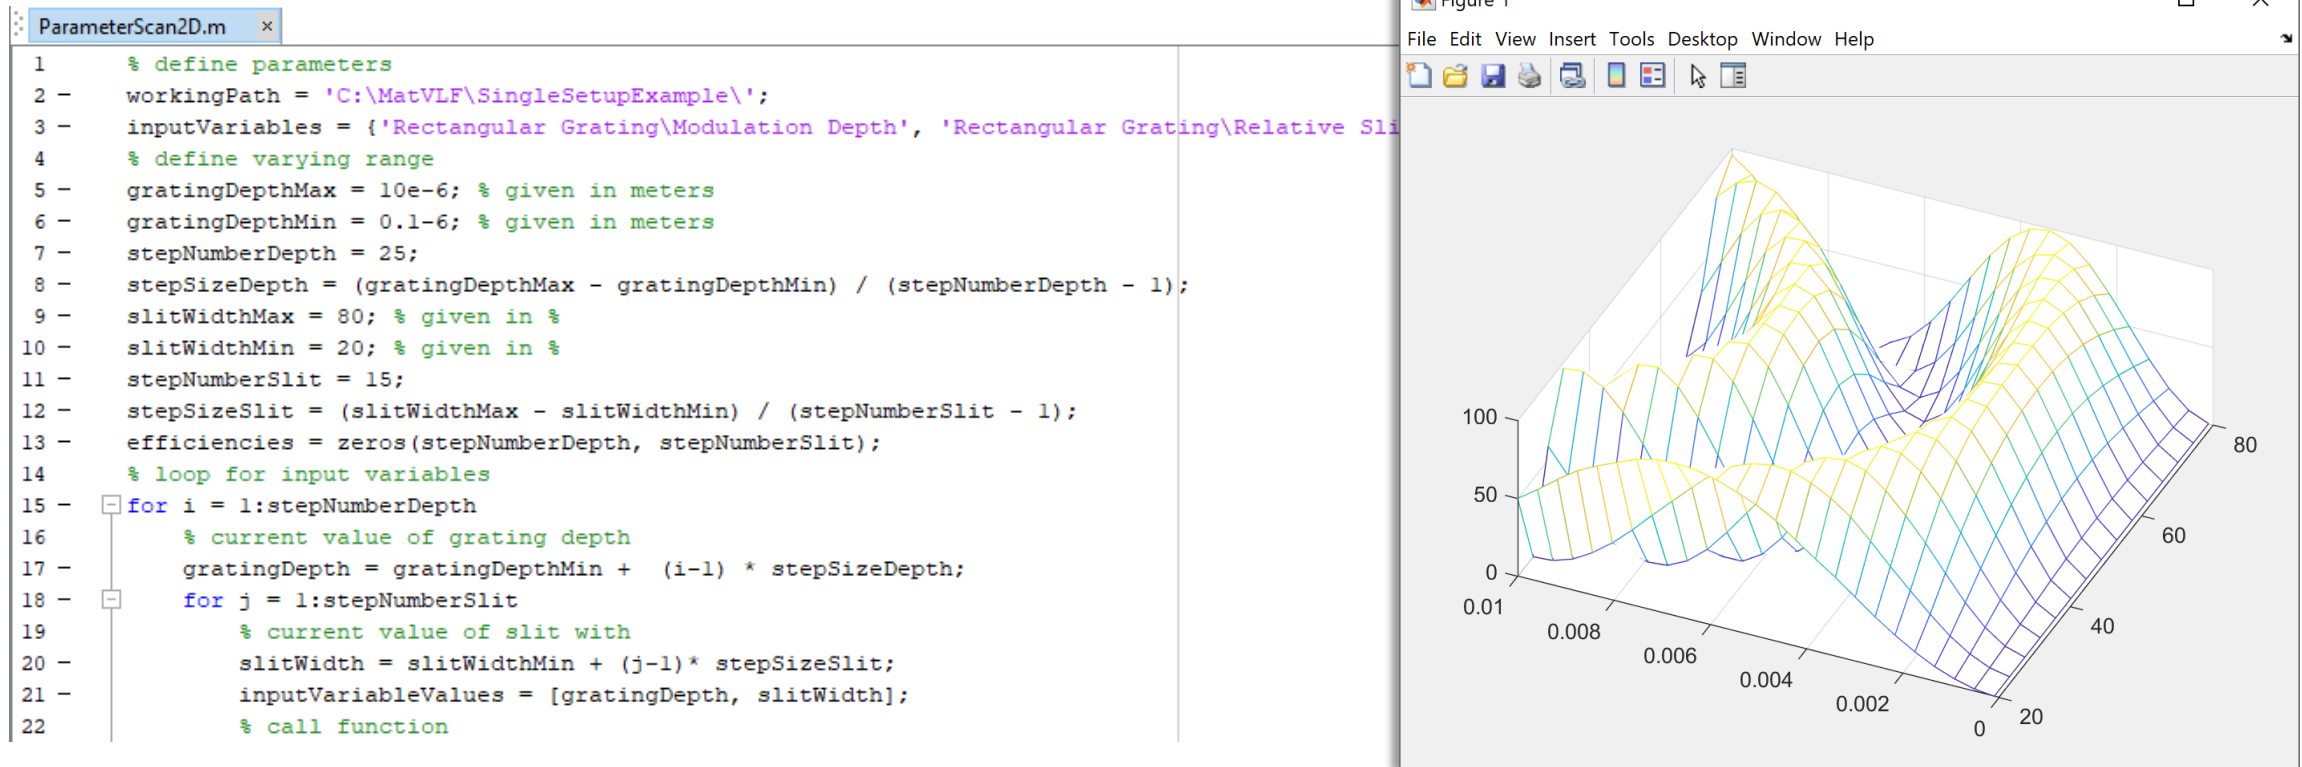 ParameterScan2D.m ×
1 % define parameters
2 – workingPath = 'C:\MatVLF\SingleSetupExample\';
3 – inputVariables = {'Rectangular Grating\Modulation Depth', 'Rectangular Grating\Relative Sli
4 % define varying range
5 – gratingDepthMax = 10e-6; % given in meters
6 – gratingDepthMin = 0.1-6; % given in meters
7 – stepNumberDepth = 25;
8 – stepSizeDepth = (gratingDepthMax - gratingDepthMin) / (stepNumberDepth - 1);
9 – slitWidthMax = 80; % given in %
10 – slitWidthMin = 20; % given in %
11 – stepNumberSlit = 15;
12 – stepSizeSlit = (slitWidthMax - slitWidthMin) / (stepNumberSlit - 1);
13 – efficiencies = zeros(stepNumberDepth, stepNumberSlit);
14 % loop for input variables
15 – for i = 1:stepNumberDepth
16 % current value of grating depth
17 – gratingDepth = gratingDepthMin +  (i-1) * stepSizeDepth;
18 – for j = 1:stepNumberSlit
19 % current value of slit with
20 – slitWidth = slitWidthMin + (j-1)* stepSizeSlit;
21 – inputVariableValues = [gratingDepth, slitWidth];
22 % call function
Figure 1
File Edit View Insert Tools Desktop Window Help
100
50
0
0.01
0.008
0.006
0.004
0.002
0
20
40
60
80